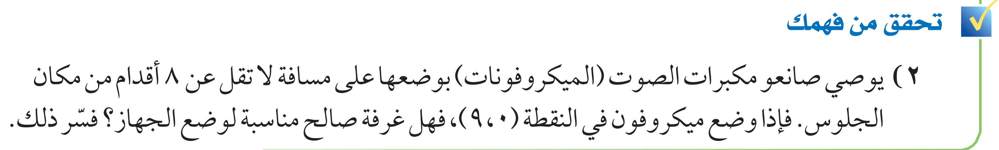 تحقق من فهمك
٢) يوصي صانعو مكبرات الصوت (الميكروفونات) بوضعها على مسافة لا تقل عن ٨ أقدام من مكان
الجلوس. فإذا وضع ميكروفون في النقطة (٠، ٩)، فهل غرفة صالح مناسبة لوضع الجهاز؟ فسّر ذلك.